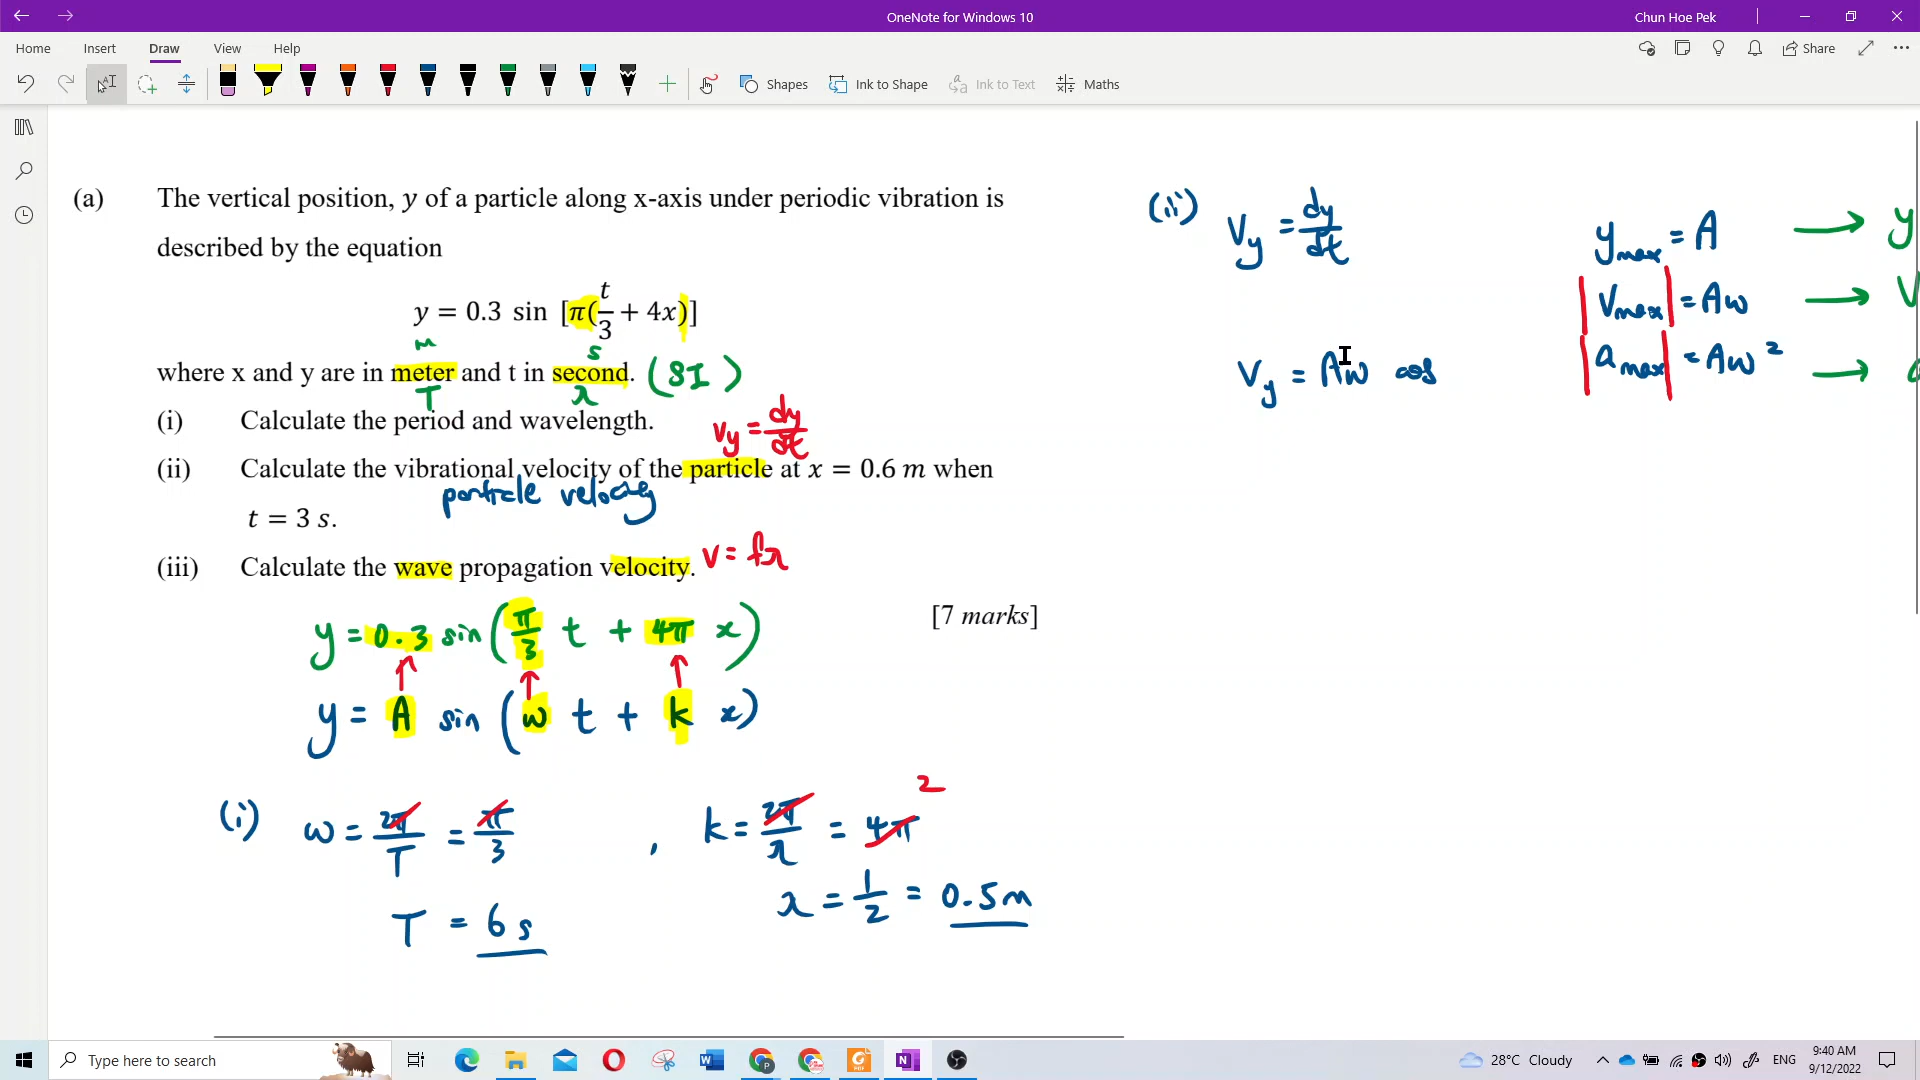 OneNote for Windows 10
Chun Hoe Pek
Home Insert Draw View Help
Share
Shapes Ink to Shape Ink to Text Maths
(a) The vertical position, y of a particle along x-axis under periodic vibration is
described by the equation
y = 0.3 sin [π(t/3 + 4x)]
m s
where x and y are in meter and t in second. (SI)
T λ
(i) Calculate the period and wavelength.
Vy = dy/dt
(ii) Calculate the vibrational velocity of the particle at x = 0.6 m when
particle velocity
t = 3 s.
(iii) Calculate the wave propagation velocity. v = fλ
[7 marks]
y = 0.3 sin (π/3 t + 4π x)
y = A sin (ω t + k x)
(i) ω = 2π/T = π/3 , k = 2π/λ = 4π 2
T = 6 s
λ = 1/2 = 0.5m
(ii) Vy = dy/dt
Vy = Aω cos
ymax = A → y
|Vmax| = Aω → V
|amax| = Aω² →
Type here to search
28°C Cloudy
ENG
9:40 AM
9/12/2022